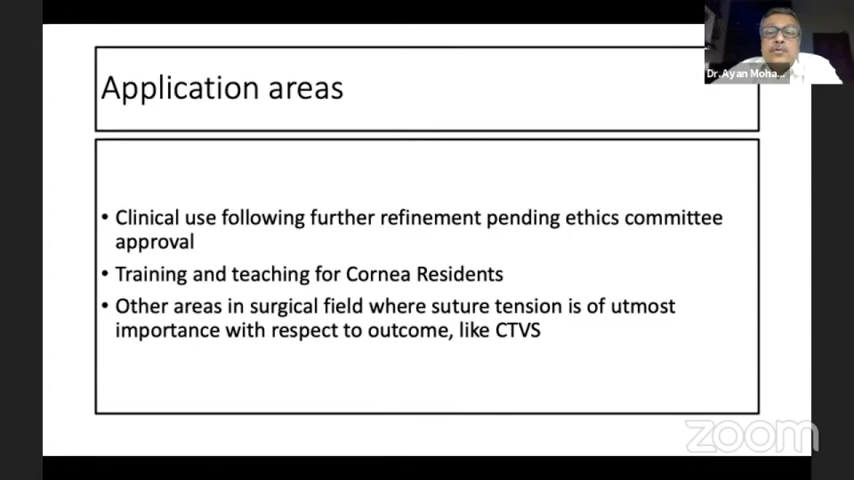 Dr. Ayan Moha...
Application areas
• Clinical use following further refinement pending ethics committee
approval
• Training and teaching for Cornea Residents
• Other areas in surgical field where suture tension is of utmost
importance with respect to outcome, like CTVS
zoom